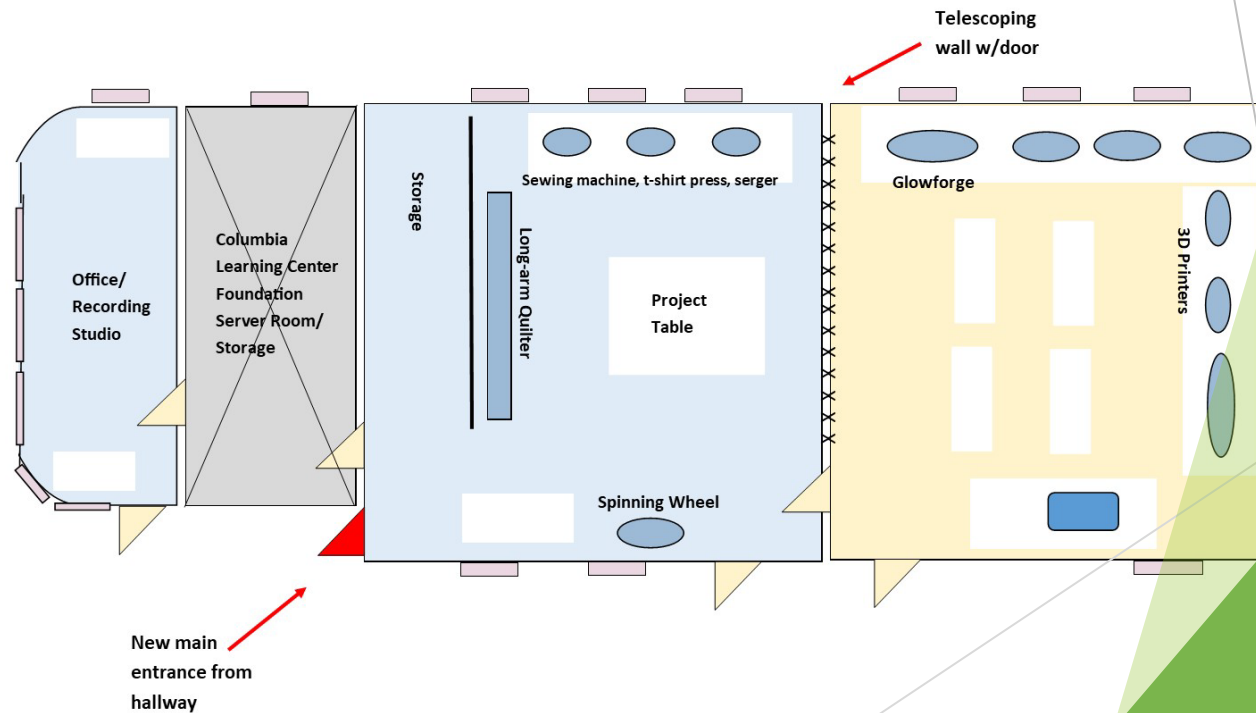 Telescoping
wall w/door
Sewing machine, t-shirt press, serger
Glowforge
Storage
Long-arm Quilter
3D Printers
Columbia
Learning Center
Foundation
Server Room/
Storage
Office/
Recording
Studio
Project
Table
Spinning Wheel
New main
entrance from
hallway